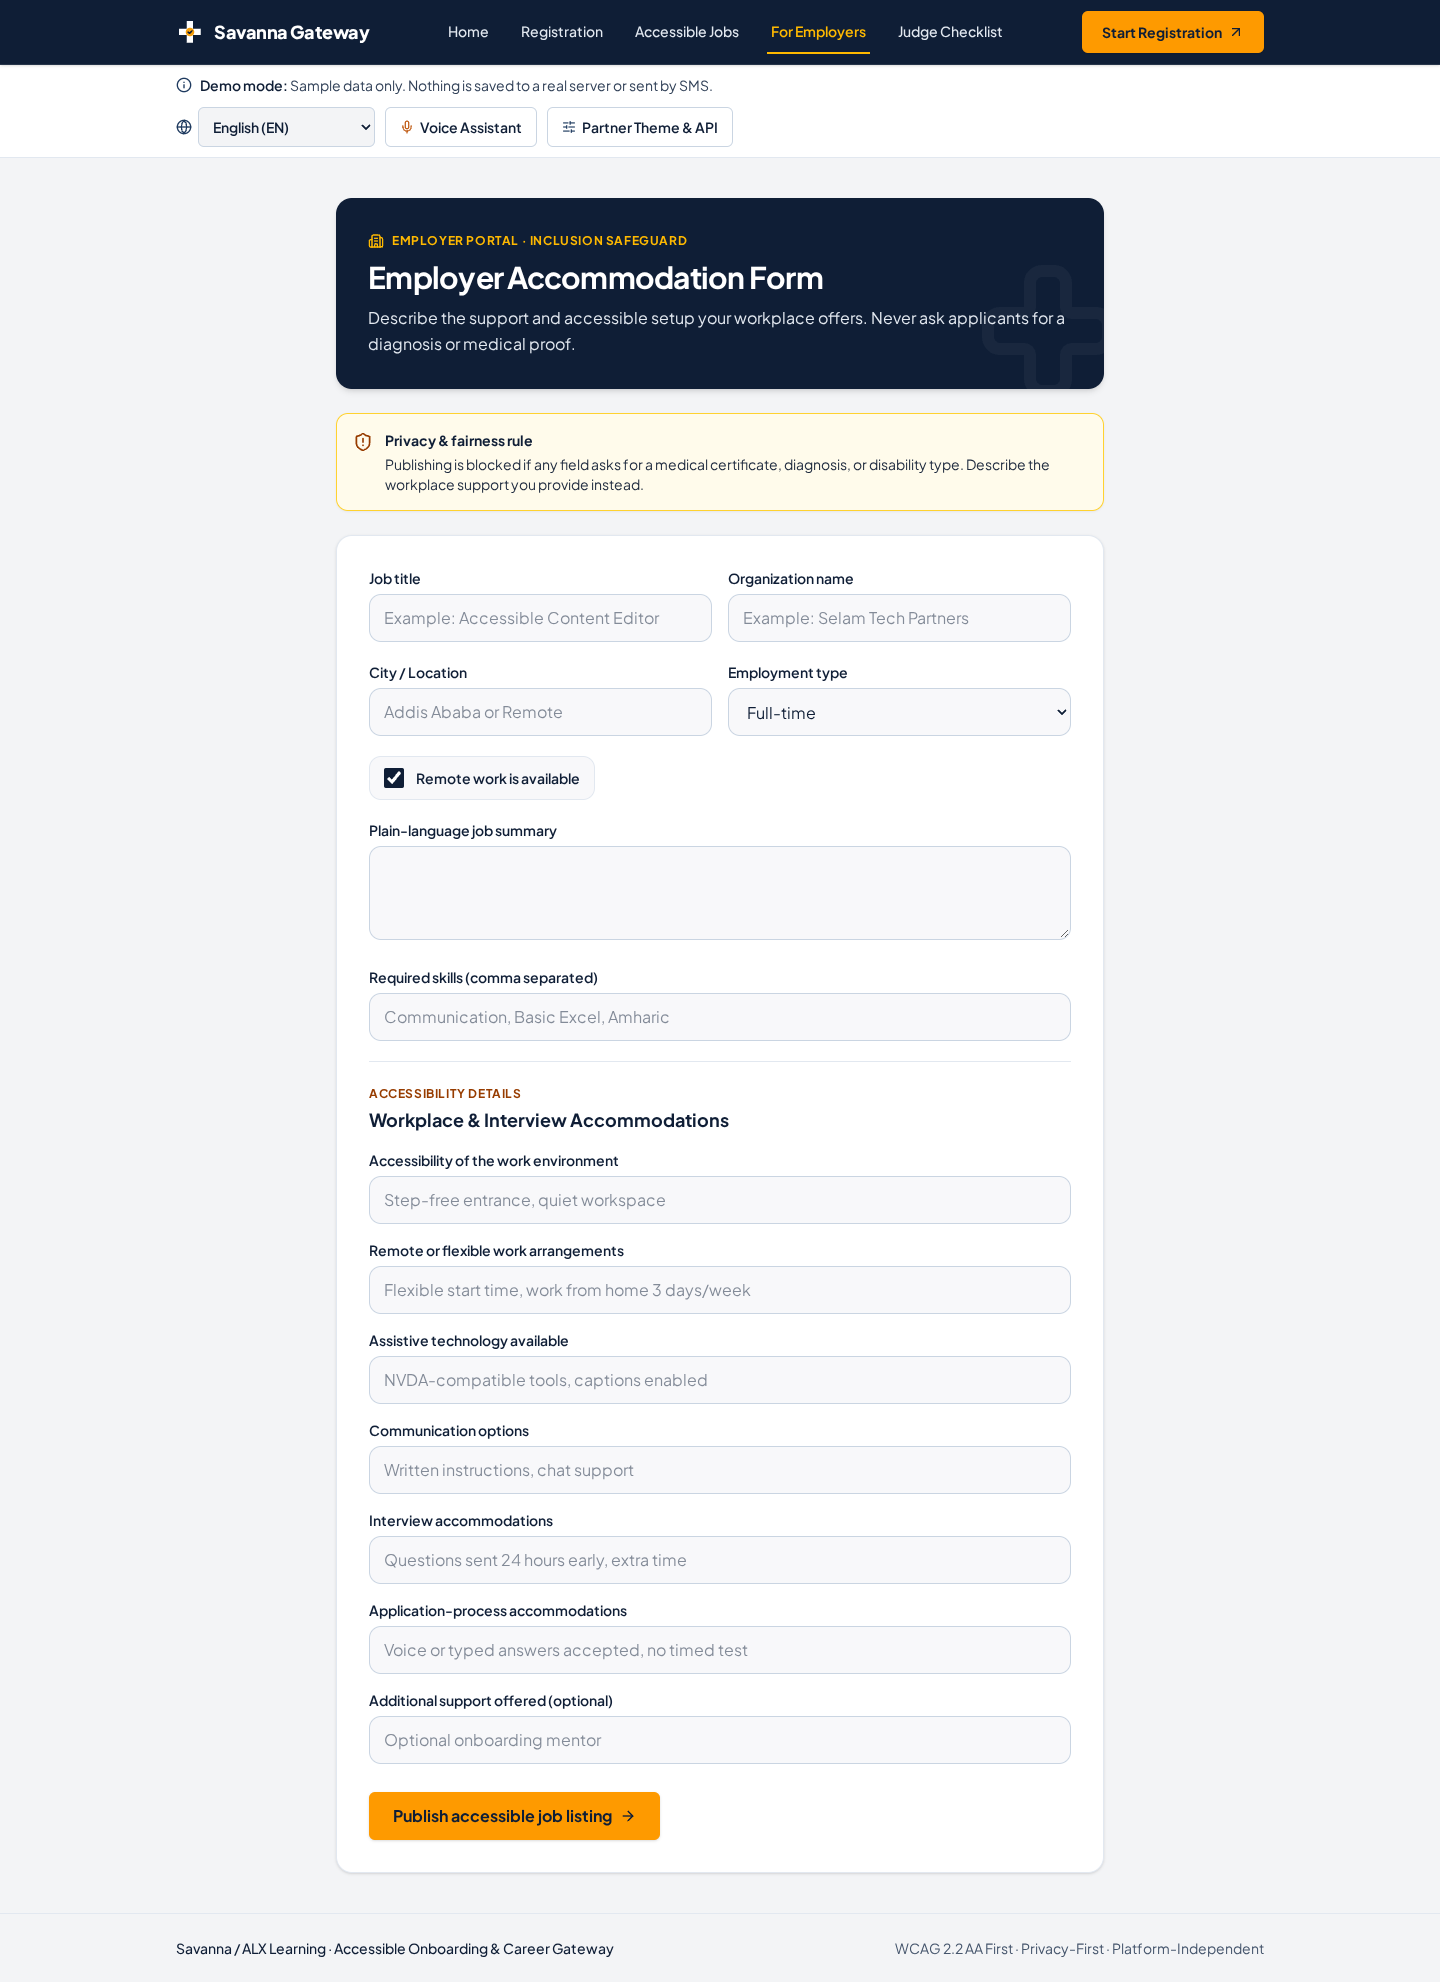 Savanna Gateway
Home
Registration
Accessible Jobs
For Employers
Judge Checklist
Start Registration
Demo mode: Sample data only. Nothing is saved to a real server or sent by SMS.
English (EN)
Voice Assistant
Partner Theme & API
EMPLOYER PORTAL · INCLUSION SAFEGUARD
Employer Accommodation Form
Describe the support and accessible setup your workplace offers. Never ask applicants for a
diagnosis or medical proof.
Privacy & fairness rule
Publishing is blocked if any field asks for a medical certificate, diagnosis, or disability type. Describe the
workplace support you provide instead.
Job title
Organization name
Example: Accessible Content Editor
Example: Selam Tech Partners
City / Location
Employment type
Addis Ababa or Remote
Full-time
Remote work is available
Plain-language job summary
Required skills (comma separated)
Communication, Basic Excel, Amharic
ACCESSIBILITY DETAILS
Workplace & Interview Accommodations
Accessibility of the work environment
Step-free entrance, quiet workspace
Remote or flexible work arrangements
Flexible start time, work from home 3 days/week
Assistive technology available
NVDA-compatible tools, captions enabled
Communication options
Written instructions, chat support
Interview accommodations
Questions sent 24 hours early, extra time
Application-process accommodations
Voice or typed answers accepted, no timed test
Additional support offered (optional)
Optional onboarding mentor
Publish accessible job listing
Savanna / ALX Learning · Accessible Onboarding & Career Gateway
WCAG 2.2 AA First · Privacy-First · Platform-Independent